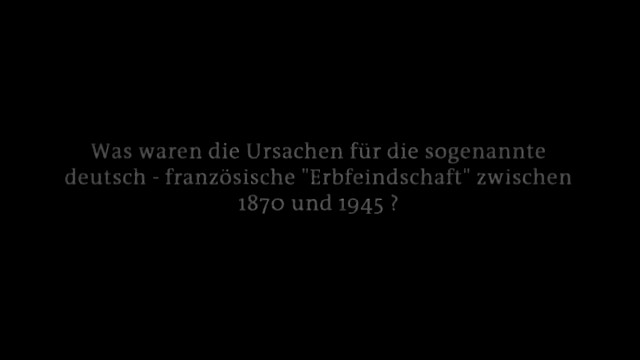 Was waren die Ursachen für die sogenannte
deutsch - französische "Erbfeindschaft" zwischen
1870 und 1945 ?